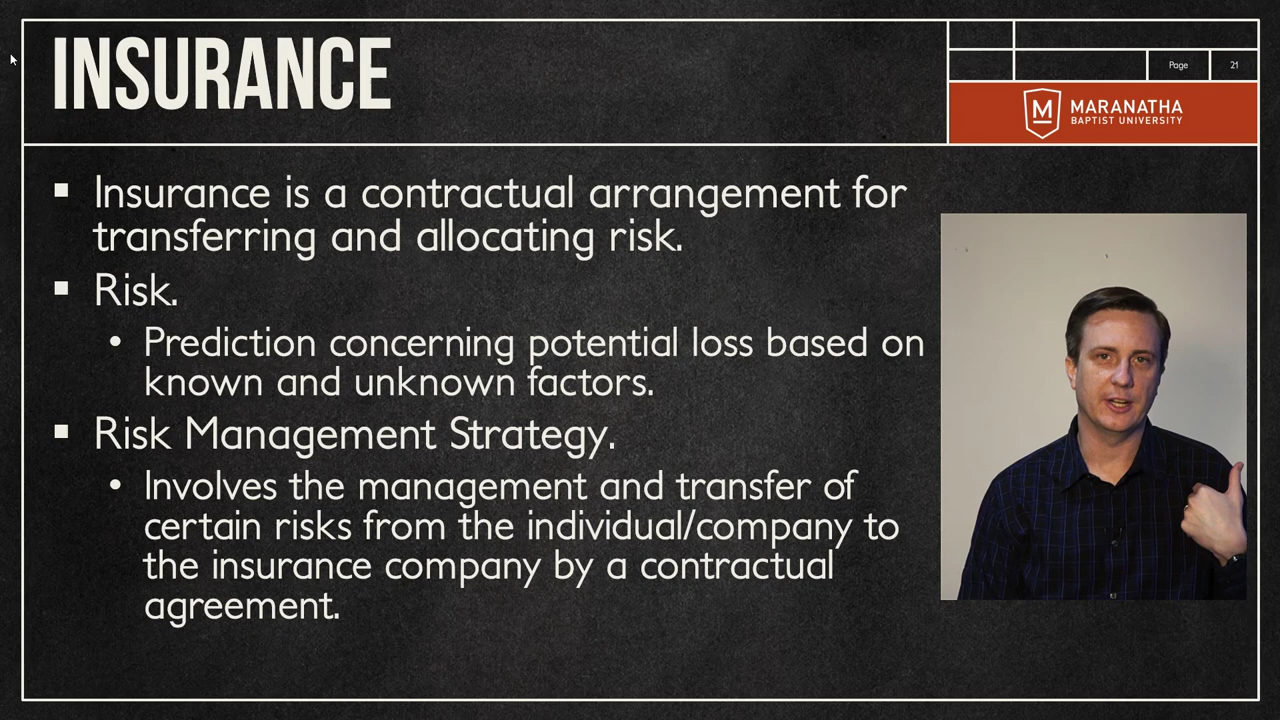 INSURANCE
Page 21
M MARANATHA
BAPTIST UNIVERSITY
▪ Insurance is a contractual arrangement for
transferring and allocating risk.
▪ Risk.
• Prediction concerning potential loss based on
known and unknown factors.
▪ Risk Management Strategy.
• Involves the management and transfer of
certain risks from the individual/company to
the insurance company by a contractual
agreement.